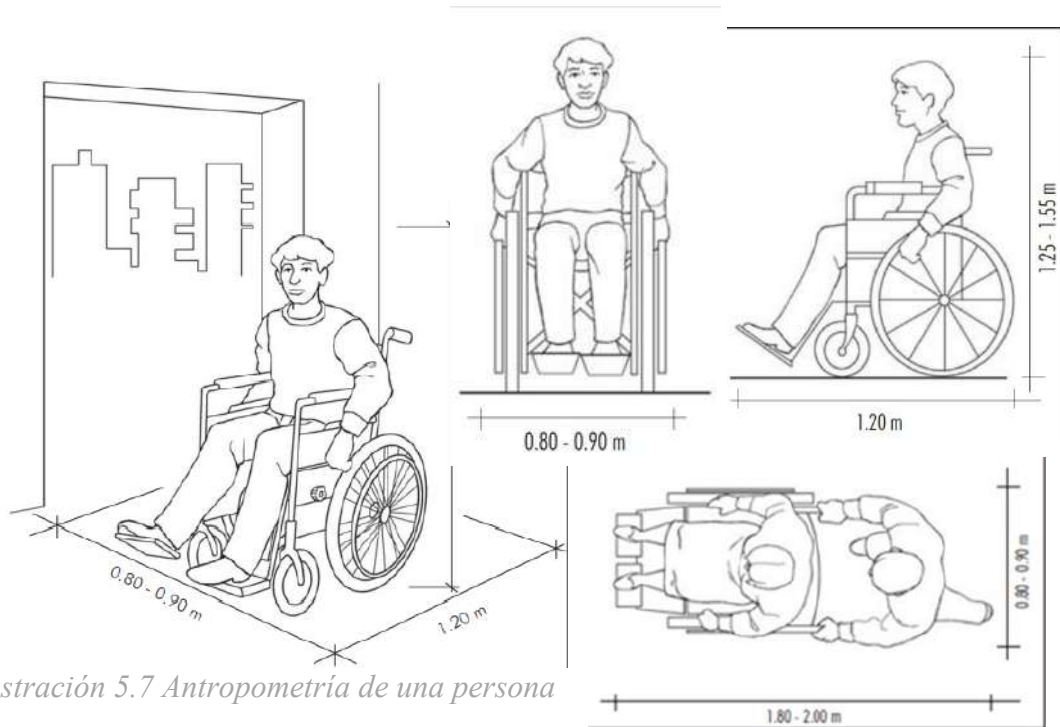 0.80 - 0.90 m
1.20 m
0.80 - 0.90 m
1.25 - 1.55 m
1.20 m
0.80 - 0.90 m
1.80 - 2.00 m
stración 5.7 Antropometría de una persona